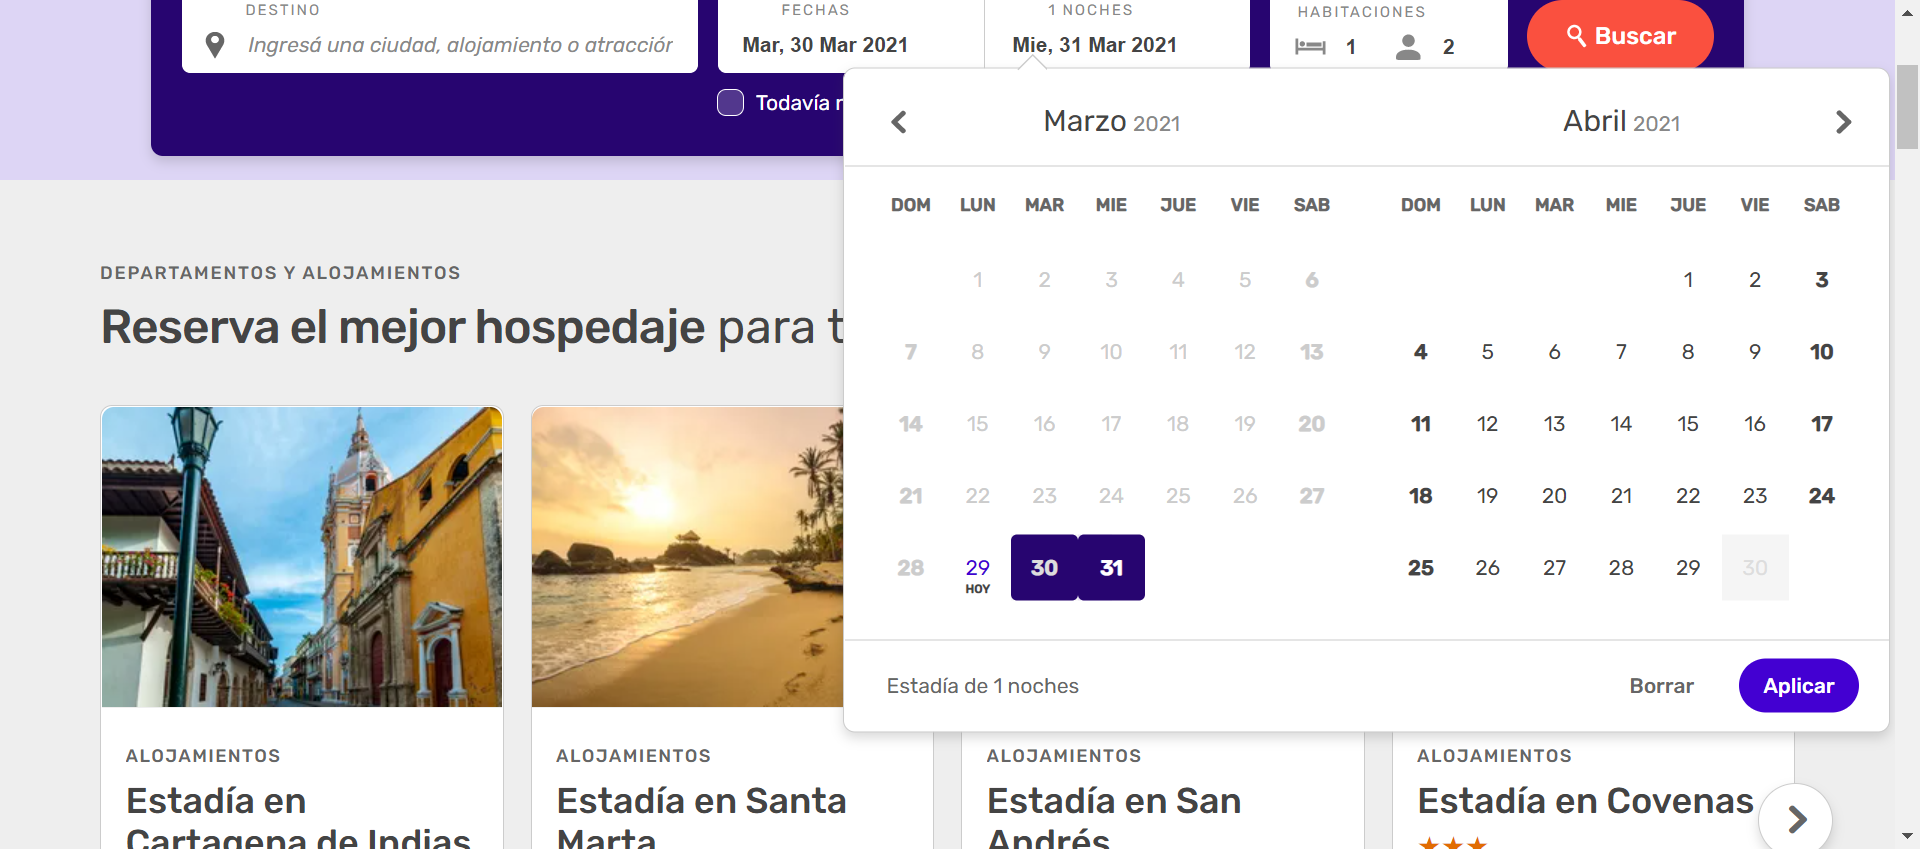 DESTINO
FECHAS
1 NOCHES
HABITACIONES
Ingresá una ciudad, alojamiento o atracción
Mar, 30 Mar 2021
Mie, 31 Mar 2021
1
2
Buscar
Todavía
Marzo 2021
Abril 2021
DOM LUN MAR MIE JUE VIE SAB
1 2 3 4 5 6
7 8 9 10 11 12 13
14 15 16 17 18 19 20
21 22 23 24 25 26 27
28 29 30 31
HOY
DOM LUN MAR MIE JUE VIE SAB
1 2 3
4 5 6 7 8 9 10
11 12 13 14 15 16 17
18 19 20 21 22 23 24
25 26 27 28 29 30
Estadía de 1 noches
Borrar
Aplicar
DEPARTAMENTOS Y ALOJAMIENTOS
Reserva el mejor hospedaje para
ALOJAMIENTOS
Estadía en
Cartagena de Indias
ALOJAMIENTOS
Estadía en Santa
Marta
ALOJAMIENTOS
Estadía en San
Andrés
ALOJAMIENTOS
Estadía en Covenas